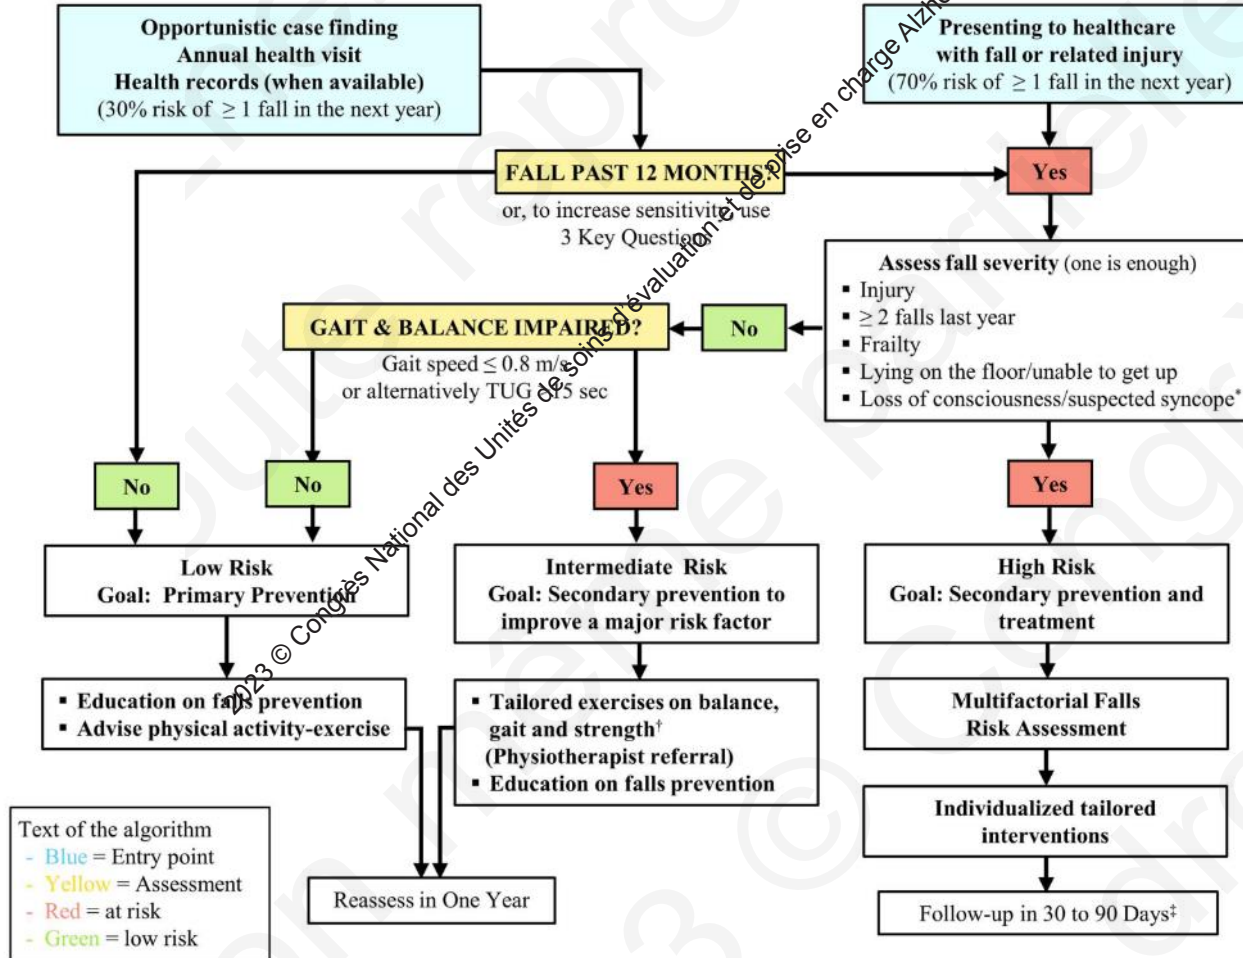 Opportunistic case finding
Annual health visit
Health records (when available)
(30% risk of ≥ 1 fall in the next year)
Presenting to healthcare
with fall or related injury
(70% risk of ≥ 1 fall in the next year)
FALL PAST 12 MONTHS?
or, to increase sensitivity, use
3 Key Questions
Yes
Assess fall severity (one is enough)
▪ Injury
▪ ≥ 2 falls last year
▪ Frailty
▪ Lying on the floor/unable to get up
▪ Loss of consciousness/suspected syncope*
No
GAIT & BALANCE IMPAIRED?
Gait speed ≤ 0.8 m/s
or alternatively TUG 15 sec
No
No
Yes
Yes
Low Risk
Goal: Primary Prevention
Intermediate Risk
Goal: Secondary prevention to
improve a major risk factor
High Risk
Goal: Secondary prevention and
treatment
▪ Education on falls prevention
▪ Advise physical activity-exercise
▪ Tailored exercises on balance,
gait and strength†
(Physiotherapist referral)
▪ Education on falls prevention
Multifactorial Falls
Risk Assessment
Individualized tailored
interventions
Reassess in One Year
Follow-up in 30 to 90 Days‡
Text of the algorithm
- Blue = Entry point
- Yellow = Assessment
- Red = at risk
- Green = low risk
2023 © Congrès National des Unités de soins d'évaluation et de prise en charge